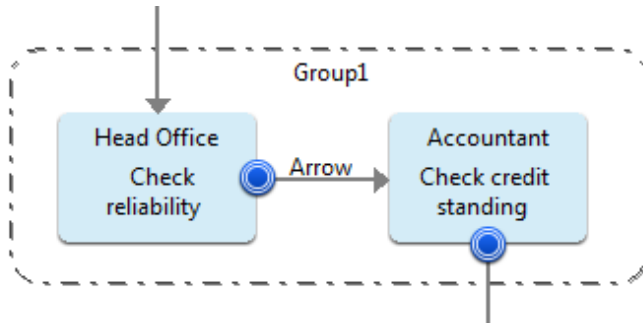 Group1
Head Office
Check
reliability
Arrow
Accountant
Check credit
standing